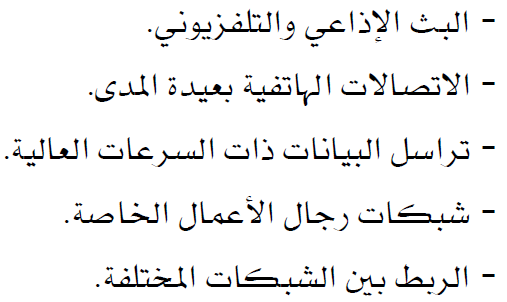 - البث الإذاعي والتلفزيوني.
- الاتصالات الهاتفية بعيدة المدى.
- تراسل البيانات ذات السرعات العالية.
- شبكات رجال الأعمال الخاصة.
- الربط بين الشبكات المختلفة.